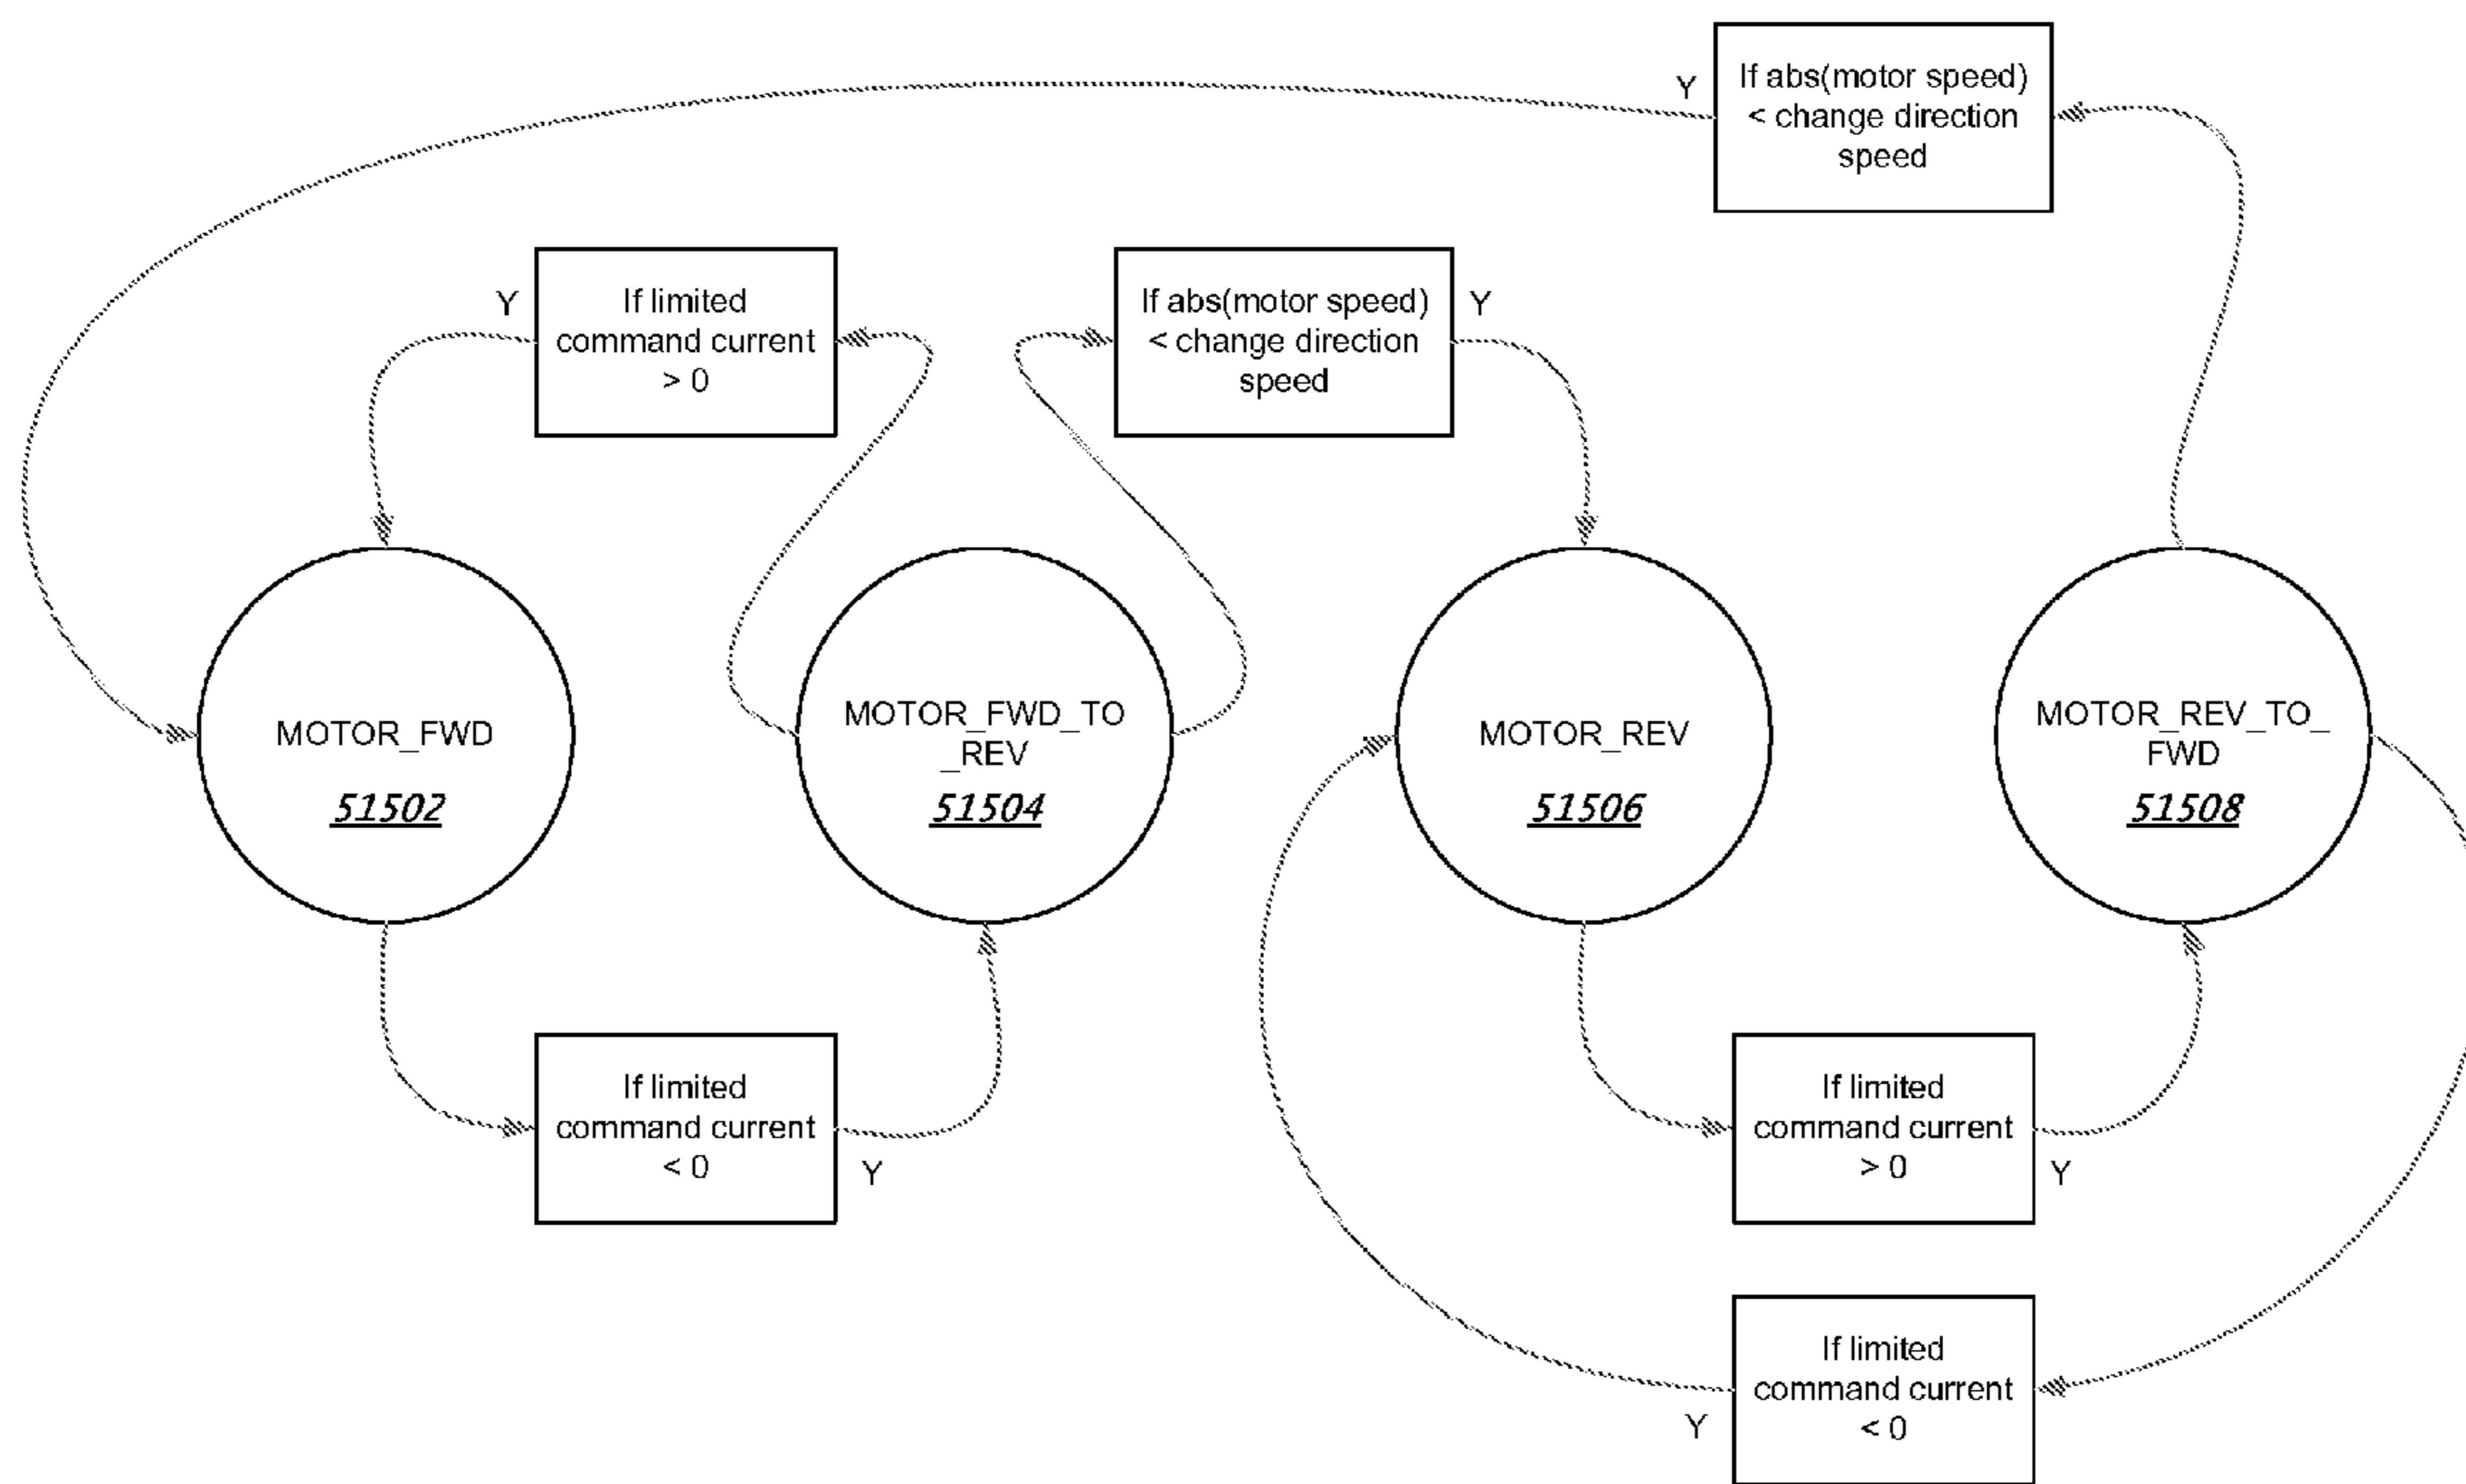 If abs(motor speed)
< change direction
speed
Y
If limited
command current
> 0
Y
If abs(motor speed)
< change direction
speed
Y
MOTOR_FWD
51502
MOTOR_FWD_TO
_REV
51504
MOTOR_REV
51506
MOTOR_REV_TO_
FWD
51508
If limited
command current
< 0
Y
If limited
command current
> 0
Y
If limited
command current
< 0
Y